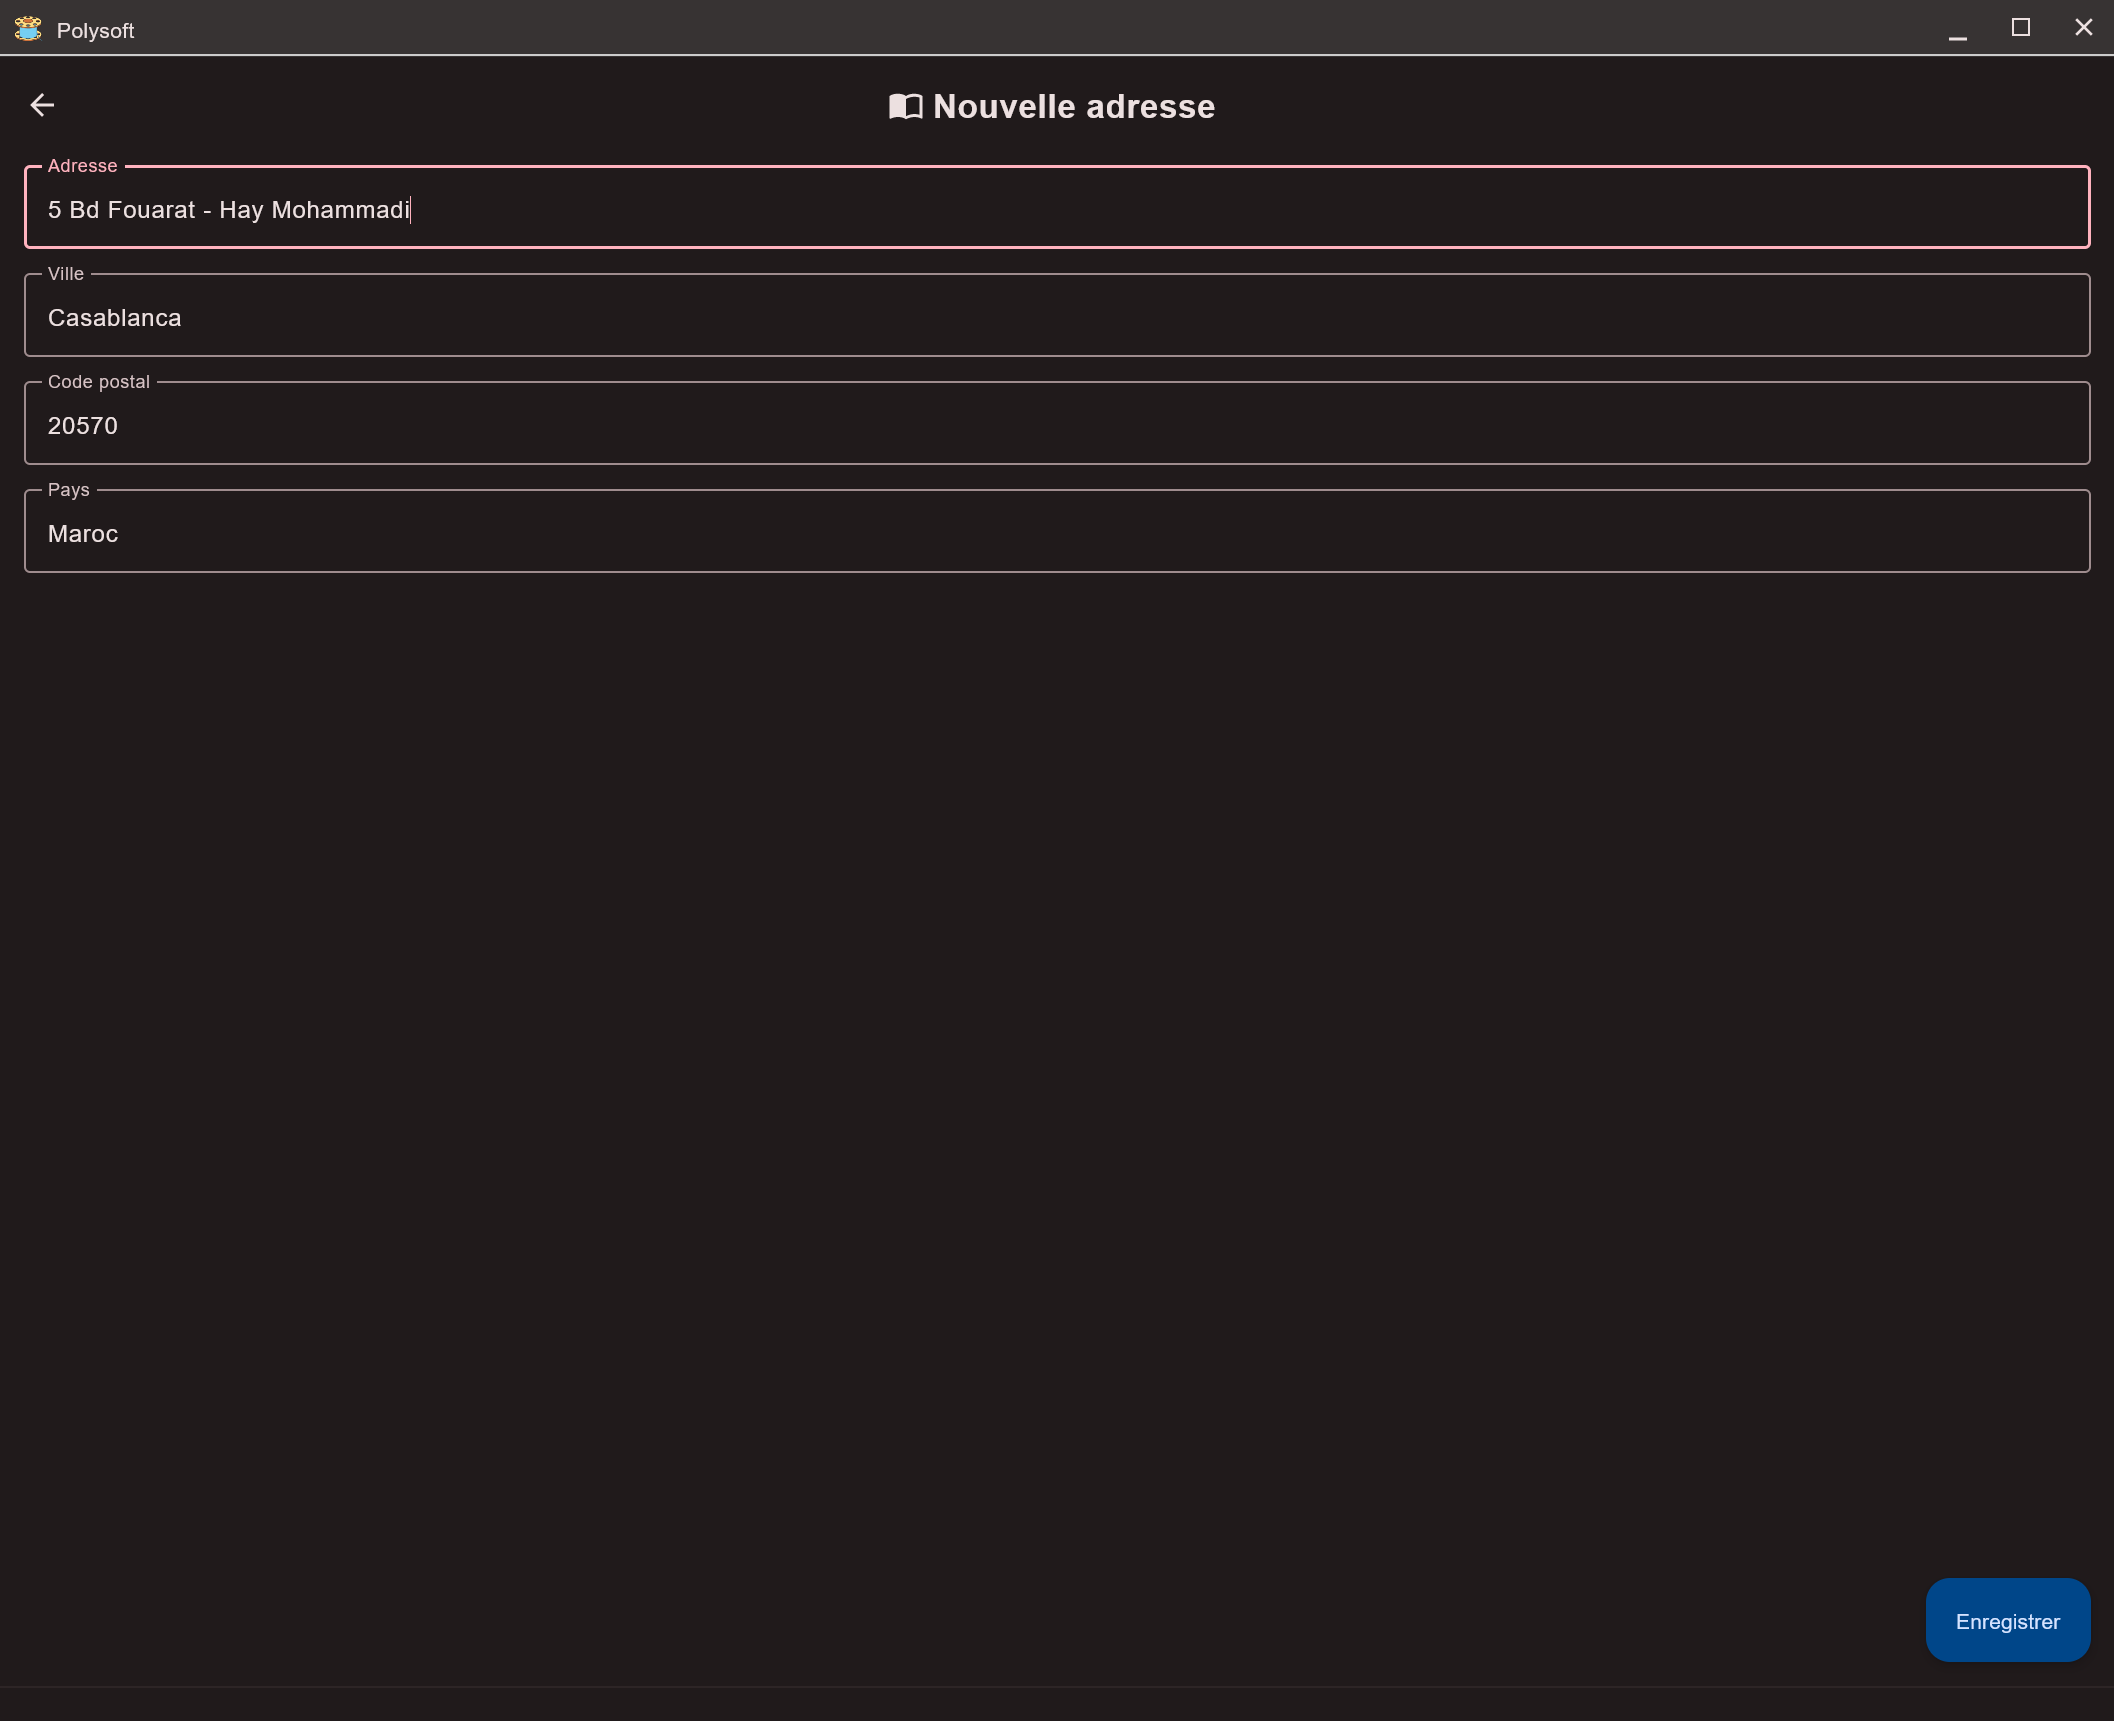 Polysoft
Nouvelle adresse
Adresse
5 Bd Fouarat - Hay Mohammadi
Ville
Casablanca
Code postal
20570
Pays
Maroc
Enregistrer